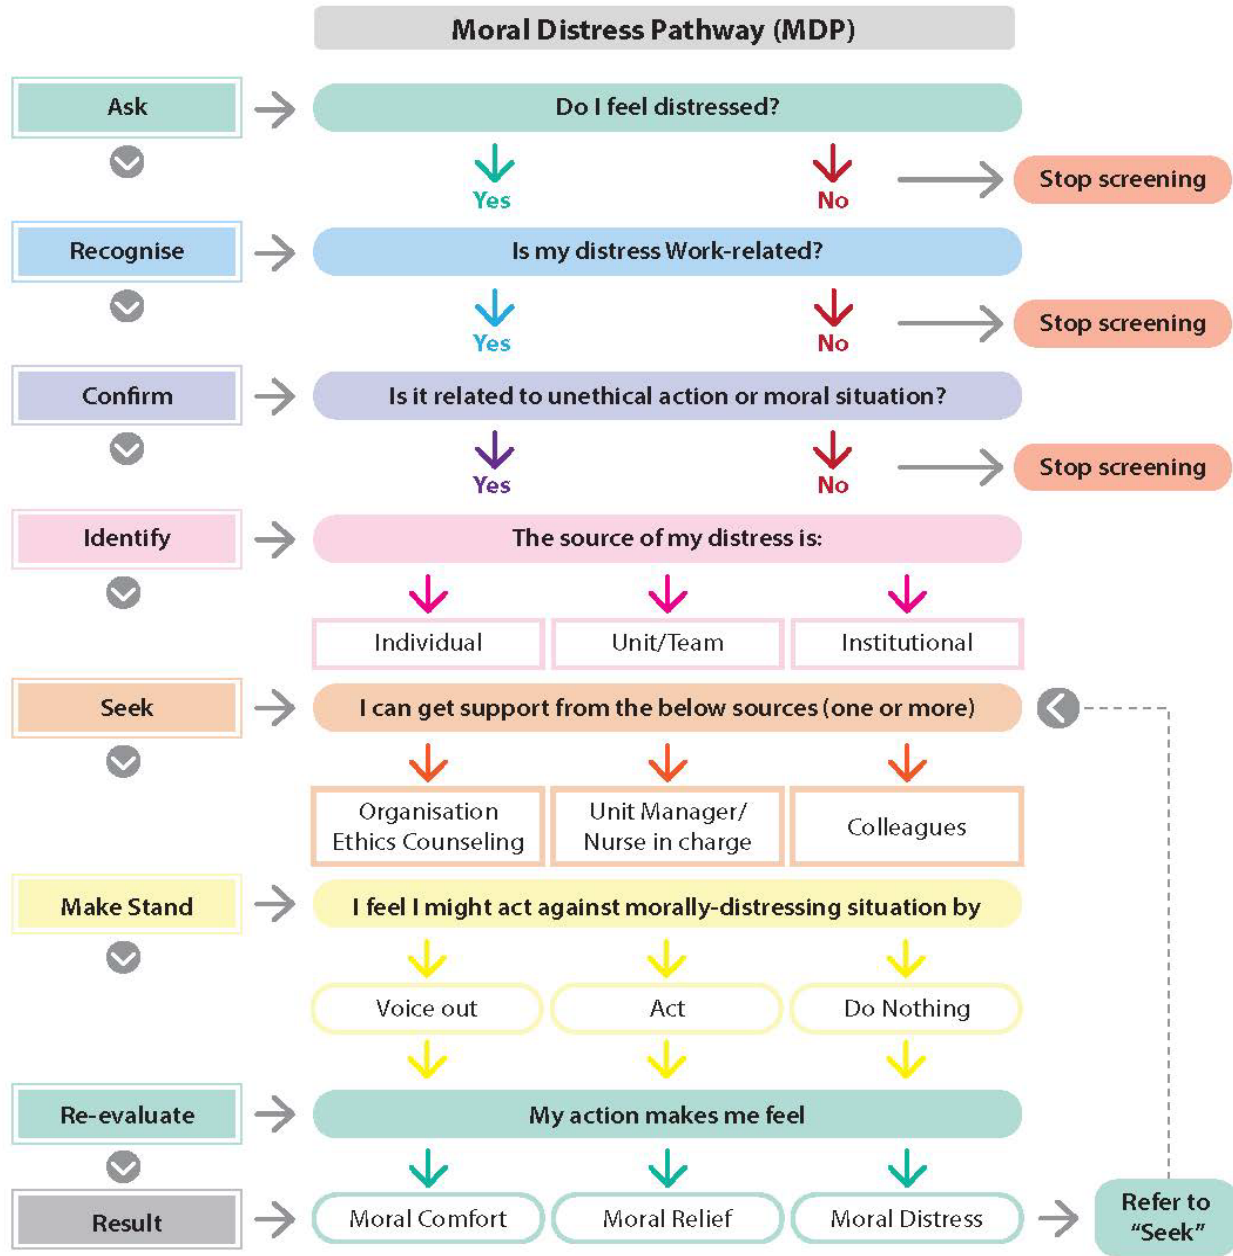 Moral Distress Pathway (MDP)
Ask
Do I feel distressed?
Yes
No
Stop screening
Recognise
Is my distress Work-related?
Yes
No
Stop screening
Confirm
Is it related to unethical action or moral situation?
Yes
No
Stop screening
Identify
The source of my distress is:
Individual
Unit/Team
Institutional
Seek
I can get support from the below sources (one or more)
Organisation
Ethics Counseling
Unit Manager/
Nurse in charge
Colleagues
Make Stand
I feel I might act against morally-distressing situation by
Voice out
Act
Do Nothing
Re-evaluate
My action makes me feel
Result
Moral Comfort
Moral Relief
Moral Distress
Refer to
"Seek"